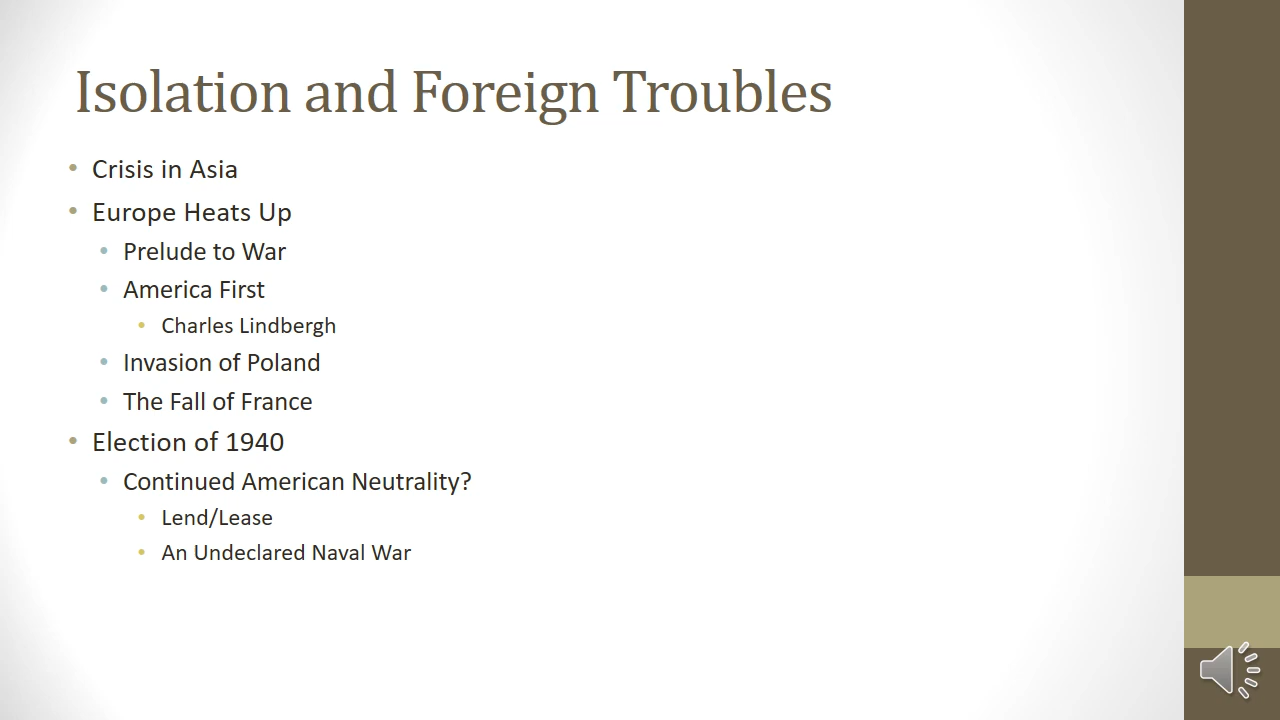 Isolation and Foreign Troubles
• Crisis in Asia
• Europe Heats Up
• Prelude to War
• America First
• Charles Lindbergh
• Invasion of Poland
• The Fall of France
• Election of 1940
• Continued American Neutrality?
• Lend/Lease
• An Undeclared Naval War